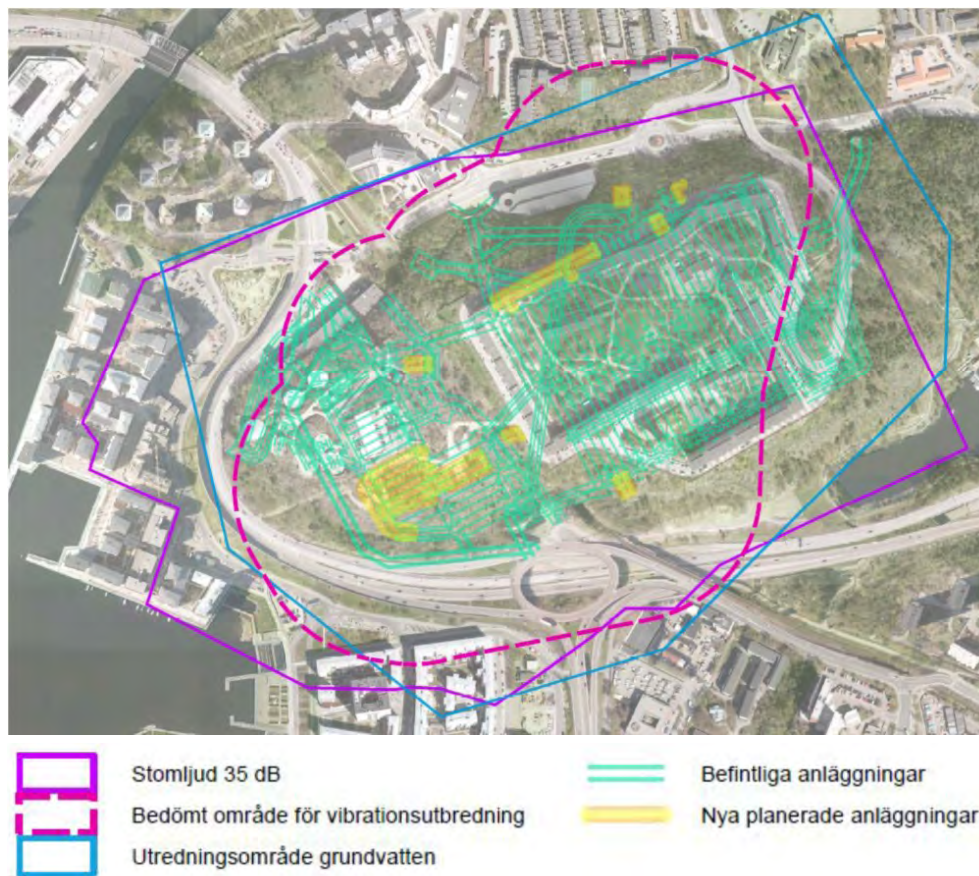 Stomljud 35 dB
Bedömt område för vibrationsutbredning
Utredningsområde grundvatten
Befintliga anläggningar
Nya planerade anläggningar